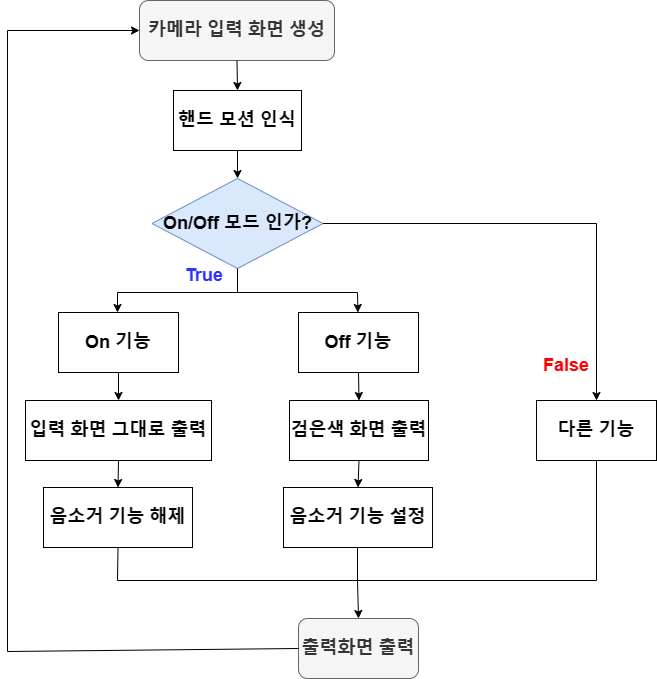 카메라 입력 화면 생성
핸드 모션 인식
On/Off 모드 인가?
True
On 기능
Off 기능
False
입력 화면 그대로 출력
검은색 화면 출력
다른 기능
음소거 기능 해제
음소거 기능 설정
출력화면 출력